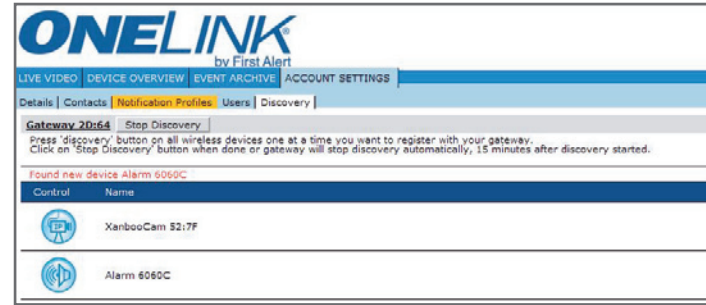 ONELINK®
by First Alert
LIVE VIDEO DEVICE OVERVIEW EVENT ARCHIVE ACCOUNT SETTINGS
Details | Contacts | Notification Profiles Users | Discovery |
Gateway 2D:64 Stop Discovery
Press 'discovery' button on all wireless devices one at a time you want to register with your gateway.
Click on 'Stop Discovery' button when done or gateway will stop discovery automatically, 15 minutes after discovery started.
Found new device Alarm 6060C
Control Name
IP
XanbooCam 52:7F
Alarm 6060C